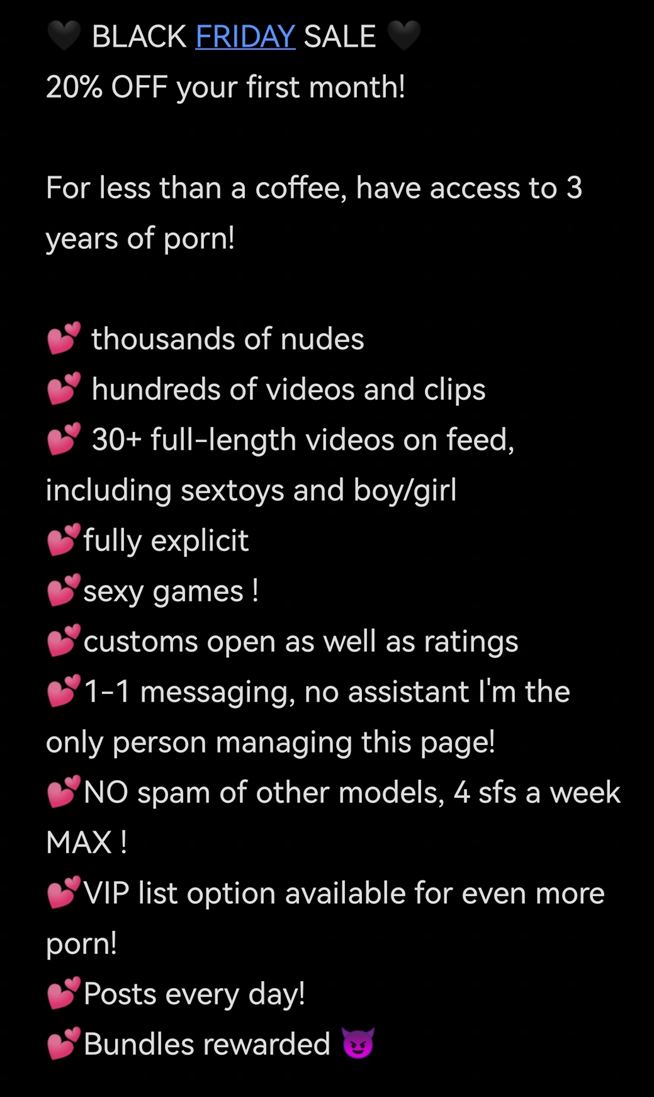 🖤 BLACK FRIDAY SALE 🖤
20% OFF your first month!
For less than a coffee, have access to 3
years of porn!
💕 thousands of nudes
💕 hundreds of videos and clips
💕 30+ full-length videos on feed,
including sextoys and boy/girl
💕fully explicit
💕sexy games !
💕customs open as well as ratings
💕1-1 messaging, no assistant I'm the
only person managing this page!
💕NO spam of other models, 4 sfs a week
MAX !
💕VIP list option available for even more
porn!
💕Posts every day!
💕Bundles rewarded 😈